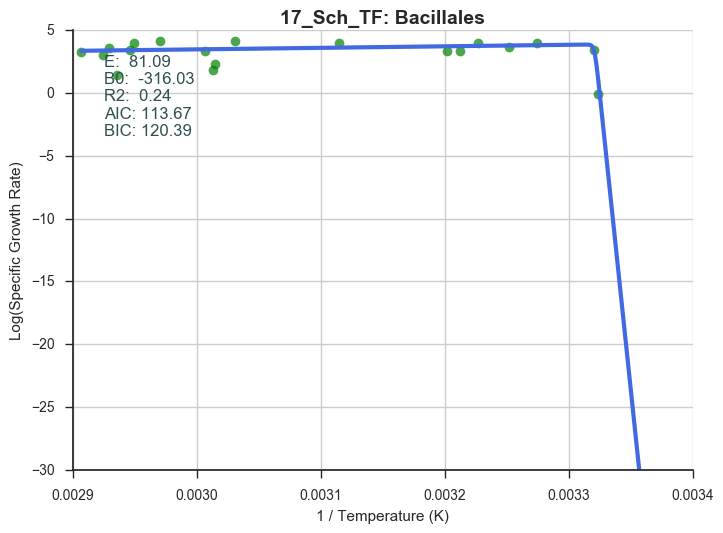 17_Sch_TF: Bacillales
Log(Specific Growth Rate)
5
0
−5
−10
−15
−20
−25
−30
E:  81.09
B0:  -316.03
R2:  0.24
AIC: 113.67
BIC: 120.39
0.0029 0.0030 0.0031 0.0032 0.0033 0.0034
1 / Temperature (K)